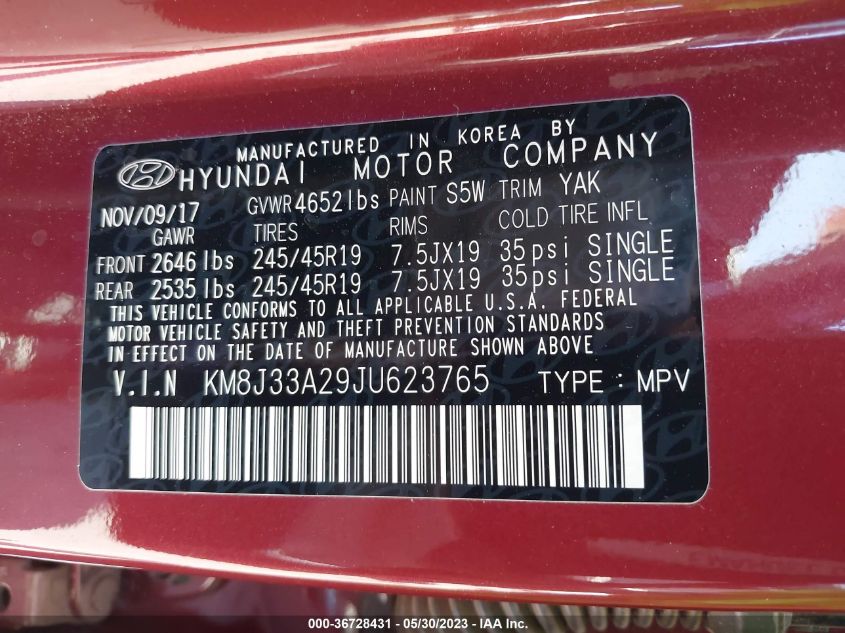 MANUFACTURED IN KOREA BY
HYUNDAI MOTOR COMPANY
NOV/09/17 GVWR 4652 lbs PAINT S5W TRIM YAK
GAWR TIRES RIMS COLD TIRE INFL
FRONT 2646 lbs 245/45R19 7.5JX19 35psi SINGLE
REAR 2535 lbs 245/45R19 7.5JX19 35psi SINGLE
THIS VEHICLE CONFORMS TO ALL APPLICABLE U.S.A. FEDERAL
MOTOR VEHICLE SAFETY AND THEFT PREVENTION STANDARDS
IN EFFECT ON THE DATE OF MANUFACTURE SHOWN ABOVE
V.I.N KM8J33A29JU623765 TYPE : MPV
000-36728431 - 05/30/2023 - © IAA, Inc.